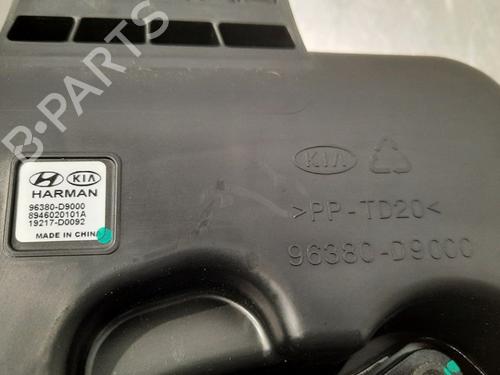 B-PARTS
KIA
HARMAN
96380-D9000
8946020101A
19217-D0092
MADE IN CHINA
KIA
>PP-TD20<
96380-D9000